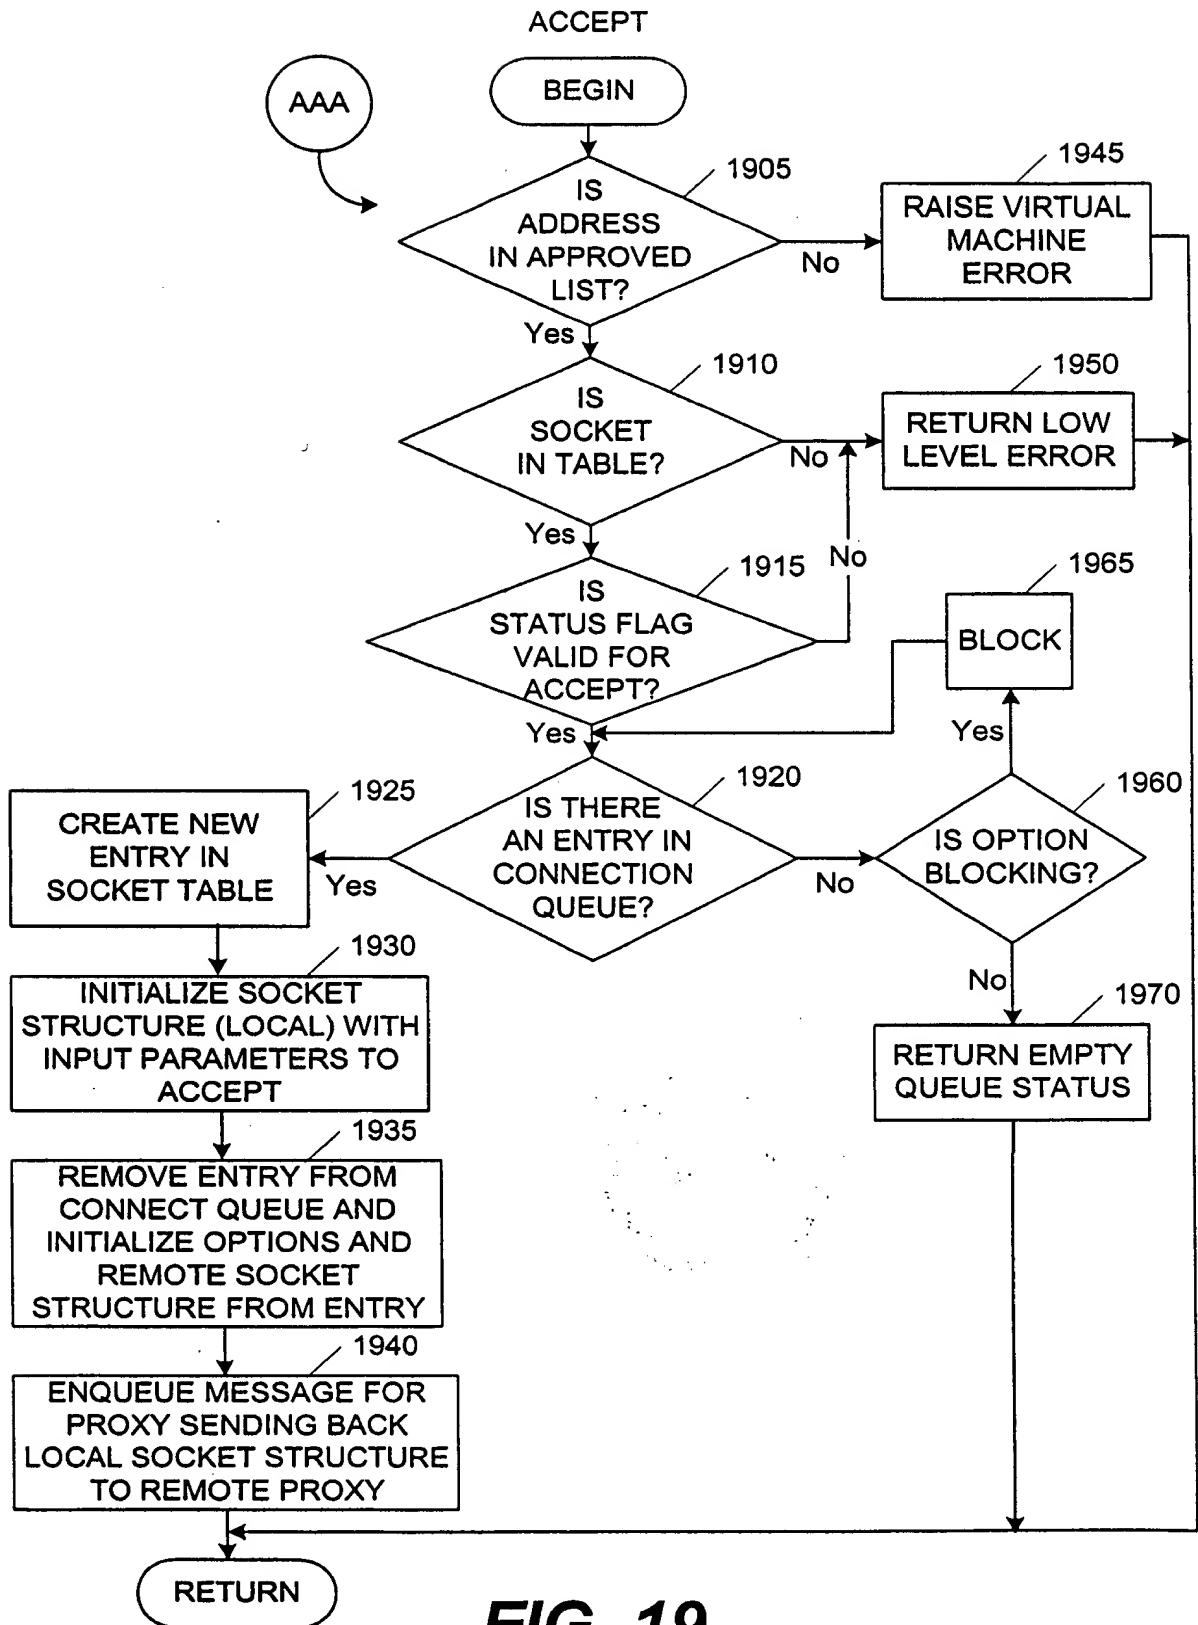 ACCEPT
AAA
BEGIN
1905
IS
ADDRESS
IN APPROVED
LIST?
No
1945
RAISE VIRTUAL
MACHINE
ERROR
Yes
1910
IS
SOCKET
IN TABLE?
No
1950
RETURN LOW
LEVEL ERROR
Yes
No
1915
IS
STATUS FLAG
VALID FOR
ACCEPT?
1965
BLOCK
Yes
Yes
1920
IS THERE
AN ENTRY IN
CONNECTION
QUEUE?
Yes
No
1960
IS OPTION
BLOCKING?
1925
CREATE NEW
ENTRY IN
SOCKET TABLE
No
1970
RETURN EMPTY
QUEUE STATUS
1930
INITIALIZE SOCKET
STRUCTURE (LOCAL) WITH
INPUT PARAMETERS TO
ACCEPT
1935
REMOVE ENTRY FROM
CONNECT QUEUE AND
INITIALIZE OPTIONS AND
REMOTE SOCKET
STRUCTURE FROM ENTRY
1940
ENQUEUE MESSAGE FOR
PROXY SENDING BACK
LOCAL SOCKET STRUCTURE
TO REMOTE PROXY
RETURN
FIG. 19